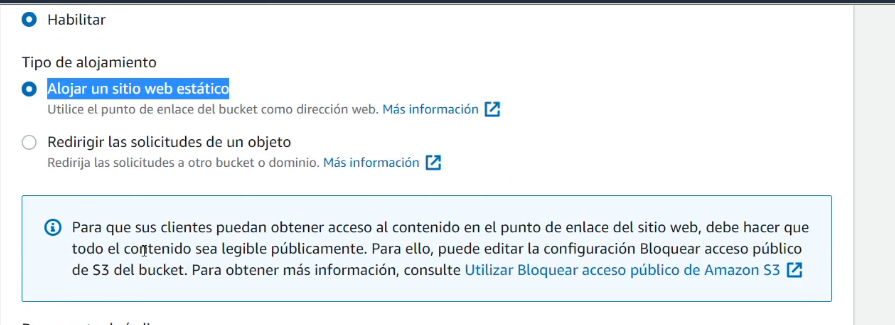 Habilitar
Tipo de alojamiento
Alojar un sitio web estático
Utilice el punto de enlace del bucket como dirección web. Más información
Redirigir las solicitudes de un objeto
Redirija las solicitudes a otro bucket o dominio. Más información
Para que sus clientes puedan obtener acceso al contenido en el punto de enlace del sitio web, debe hacer que
todo el contenido sea legible públicamente. Para ello, puede editar la configuración Bloquear acceso público
de S3 del bucket. Para obtener más información, consulte Utilizar Bloquear acceso público de Amazon S3